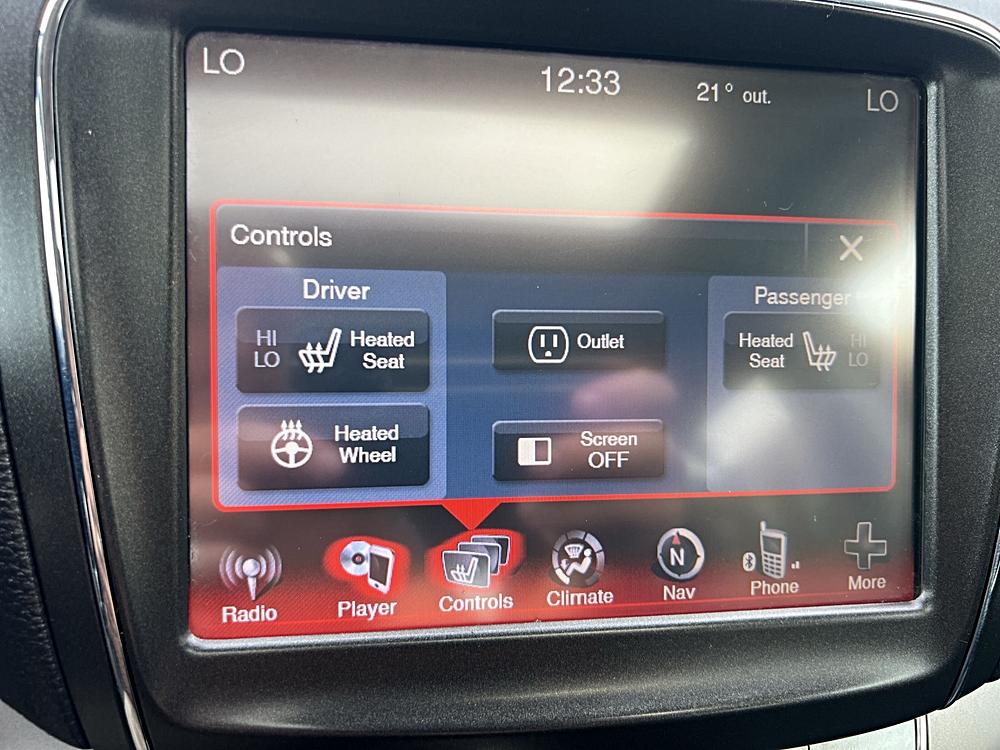 LO
12:33
21° out.
LO
Controls
Driver
Passenger
HI
LO
Heated
Seat
Outlet
Heated
Seat
HI
LO
Heated
Wheel
Screen
OFF
Radio
Player
Controls
Climate
N
Nav
Phone
More